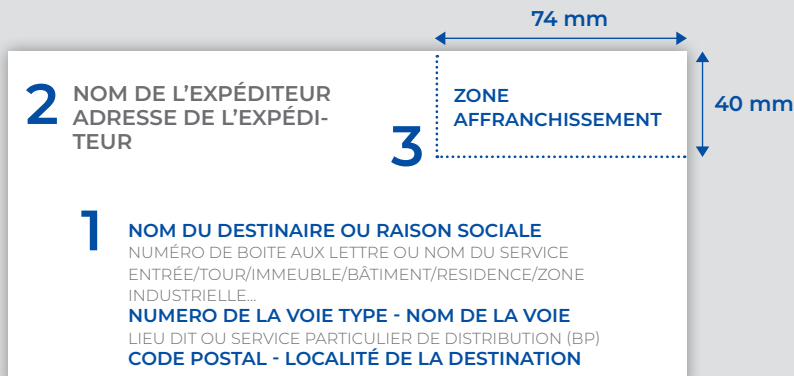 74 mm
2
NOM DE L'EXPÉDITEUR
ADRESSE DE L'EXPÉDI-
TEUR
3
ZONE
AFFRANCHISSEMENT
40 mm
1
NOM DU DESTINAIRE OU RAISON SOCIALE
NUMÉRO DE BOITE AUX LETTRE OU NOM DU SERVICE
ENTRÉE/TOUR/IMMEUBLE/BÂTIMENT/RESIDENCE/ZONE
INDUSTRIELLE...
NUMERO DE LA VOIE TYPE - NOM DE LA VOIE
LIEU DIT OU SERVICE PARTICULIER DE DISTRIBUTION (BP)
CODE POSTAL - LOCALITÉ DE LA DESTINATION